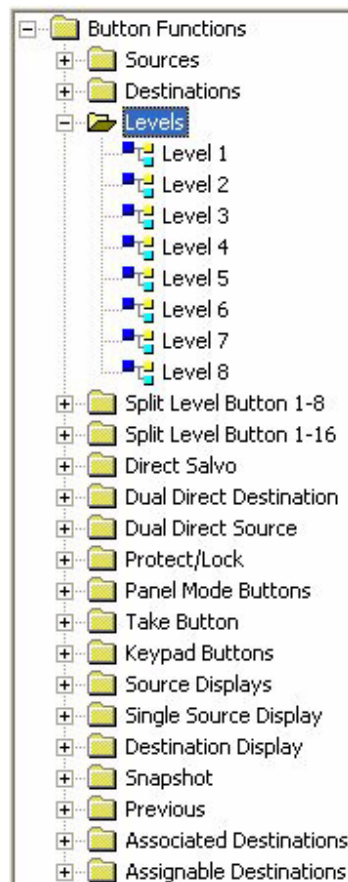 Button Functions
Sources
Destinations
Levels
Level 1
Level 2
Level 3
Level 4
Level 5
Level 6
Level 7
Level 8
Split Level Button 1-8
Split Level Button 1-16
Direct Salvo
Dual Direct Destination
Dual Direct Source
Protect/Lock
Panel Mode Buttons
Take Button
Keypad Buttons
Source Displays
Single Source Display
Destination Display
Snapshot
Previous
Associated Destinations
Assignable Destinations